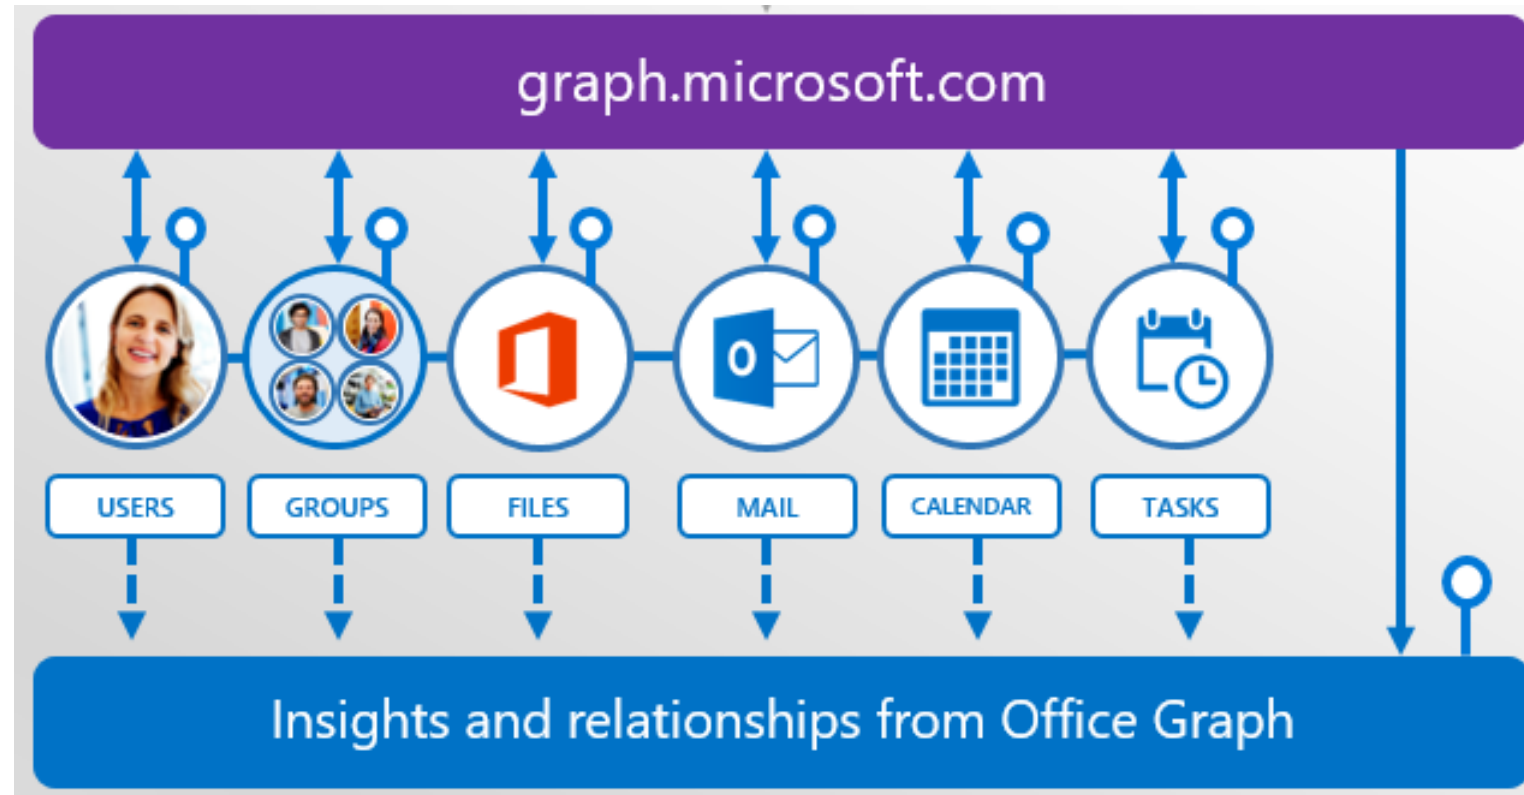 graph.microsoft.com
O
USERS
GROUPS
FILES
MAIL
CALENDAR
TASKS
Insights and relationships from Office Graph